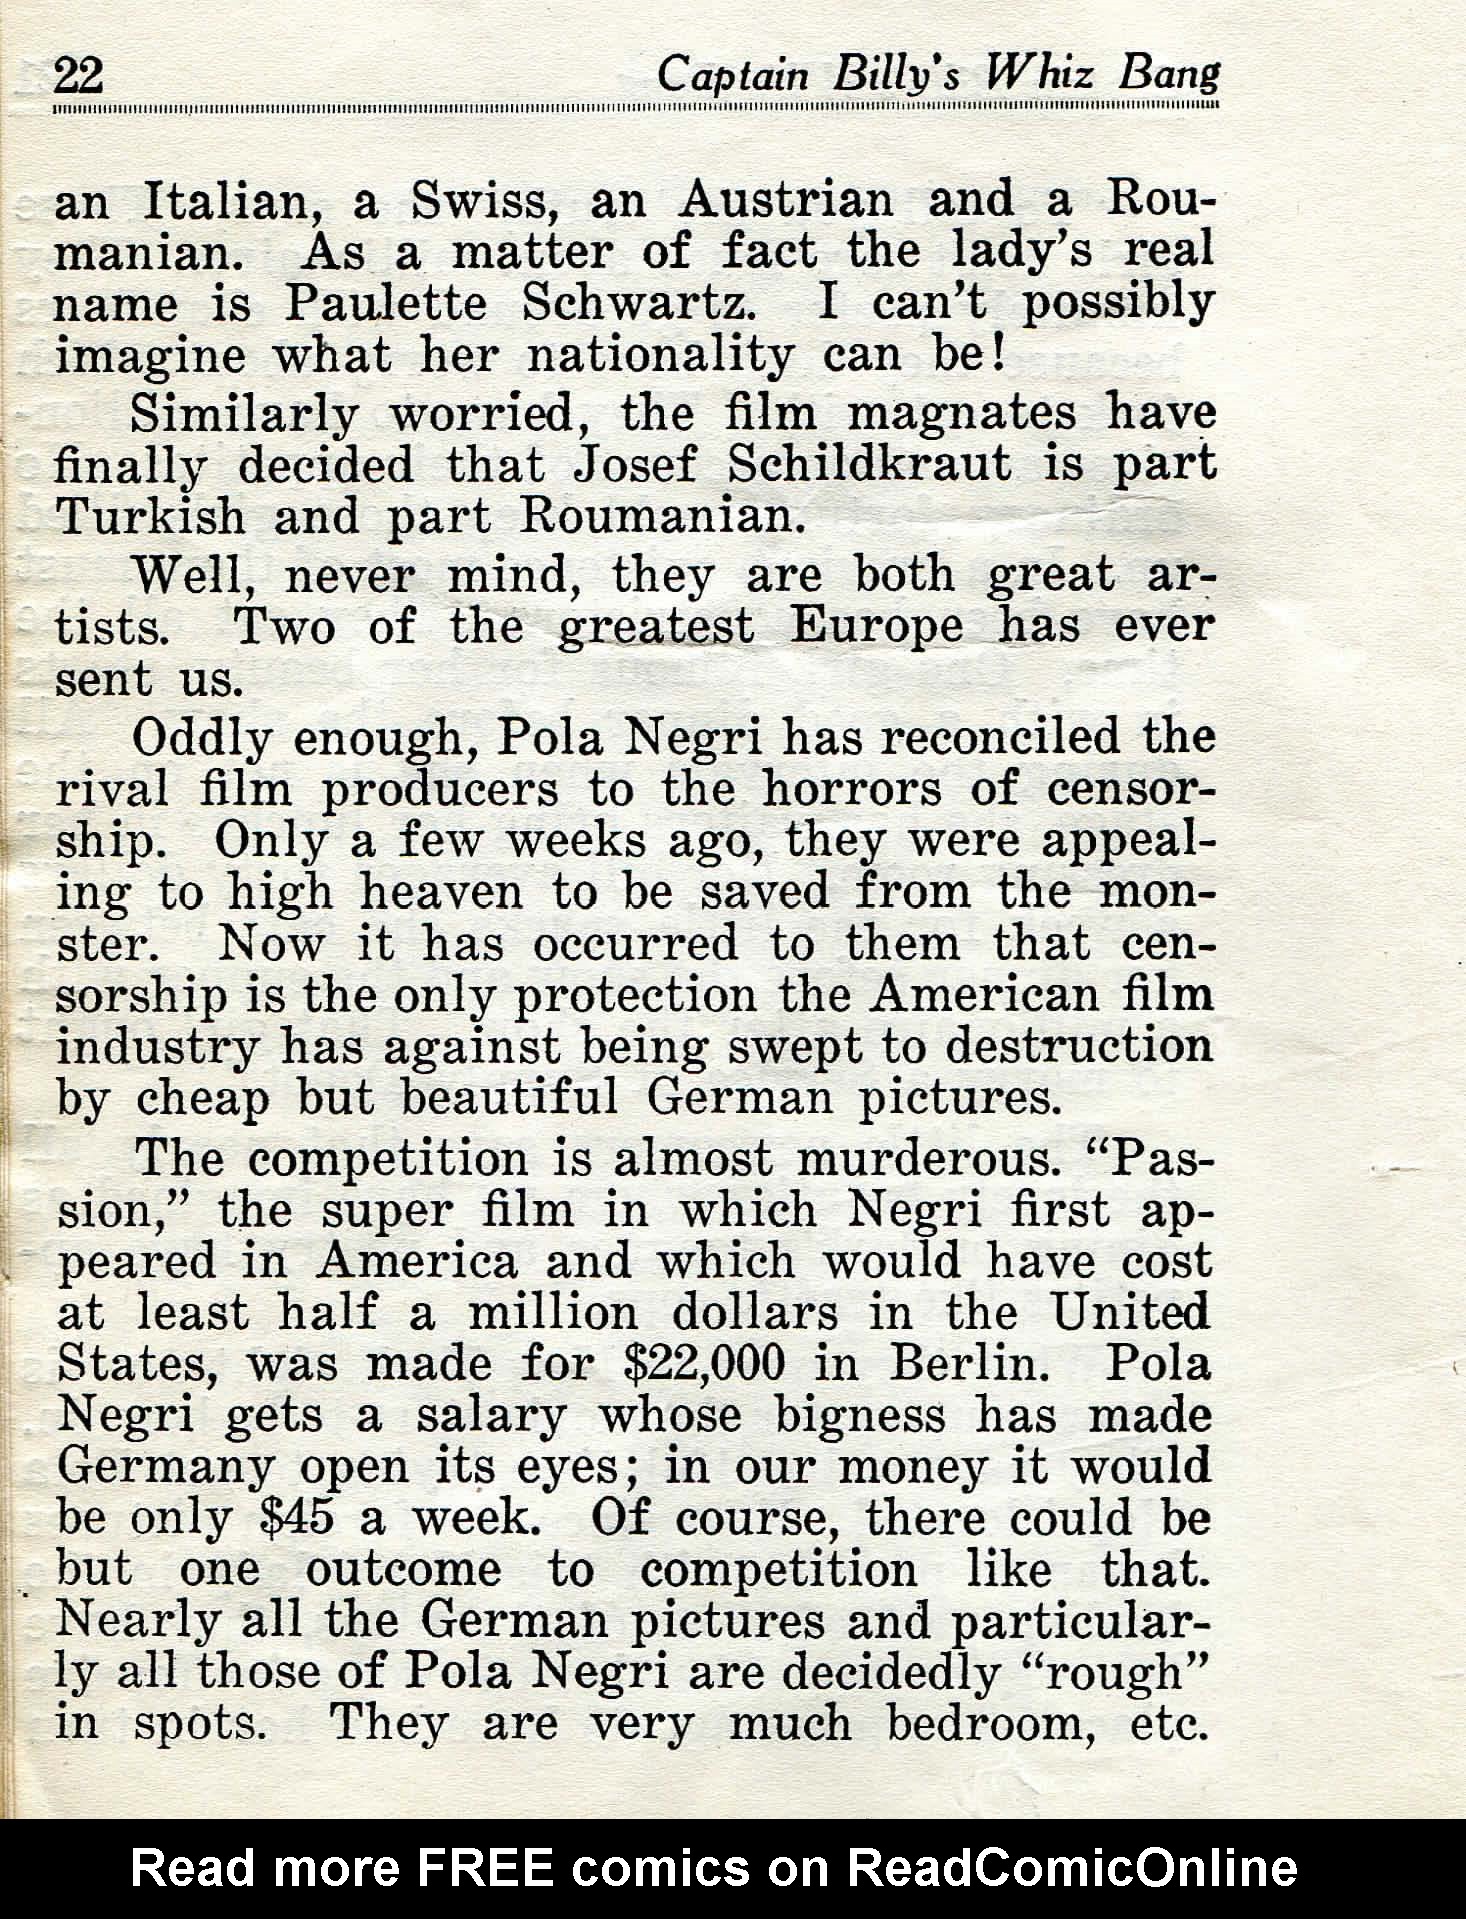 22 Captain Billy's Whiz Bang
an Italian, a Swiss, an Austrian and a Rou-
manian. As a matter of fact the lady's real
name is Paulette Schwartz. I can't possibly
imagine what her nationality can be!
Similarly worried, the film magnates have
finally decided that Josef Schildkraut is part
Turkish and part Roumanian.
Well, never mind, they are both great ar-
tists. Two of the greatest Europe has ever
sent us.
Oddly enough, Pola Negri has reconciled the
rival film producers to the horrors of censor-
ship. Only a few weeks ago, they were appeal-
ing to high heaven to be saved from the mon-
ster. Now it has occurred to them that cen-
sorship is the only protection the American film
industry has against being swept to destruction
by cheap but beautiful German pictures.
The competition is almost murderous. “Pas-
sion,” the super film in which Negri first ap-
peared in America and which would have cost
at least half a million dollars in the United
States, was made for $22,000 in Berlin. Pola
Negri gets a salary whose bigness has made
Germany open its eyes; in our money it would
be only $45 a week. Of course, there could be
but one outcome to competition like that.
Nearly all the German pictures and particular-
ly all those of Pola Negri are decidedly “rough”
in spots. They are very much bedroom, etc.
Read more FREE comics on ReadComicOnline